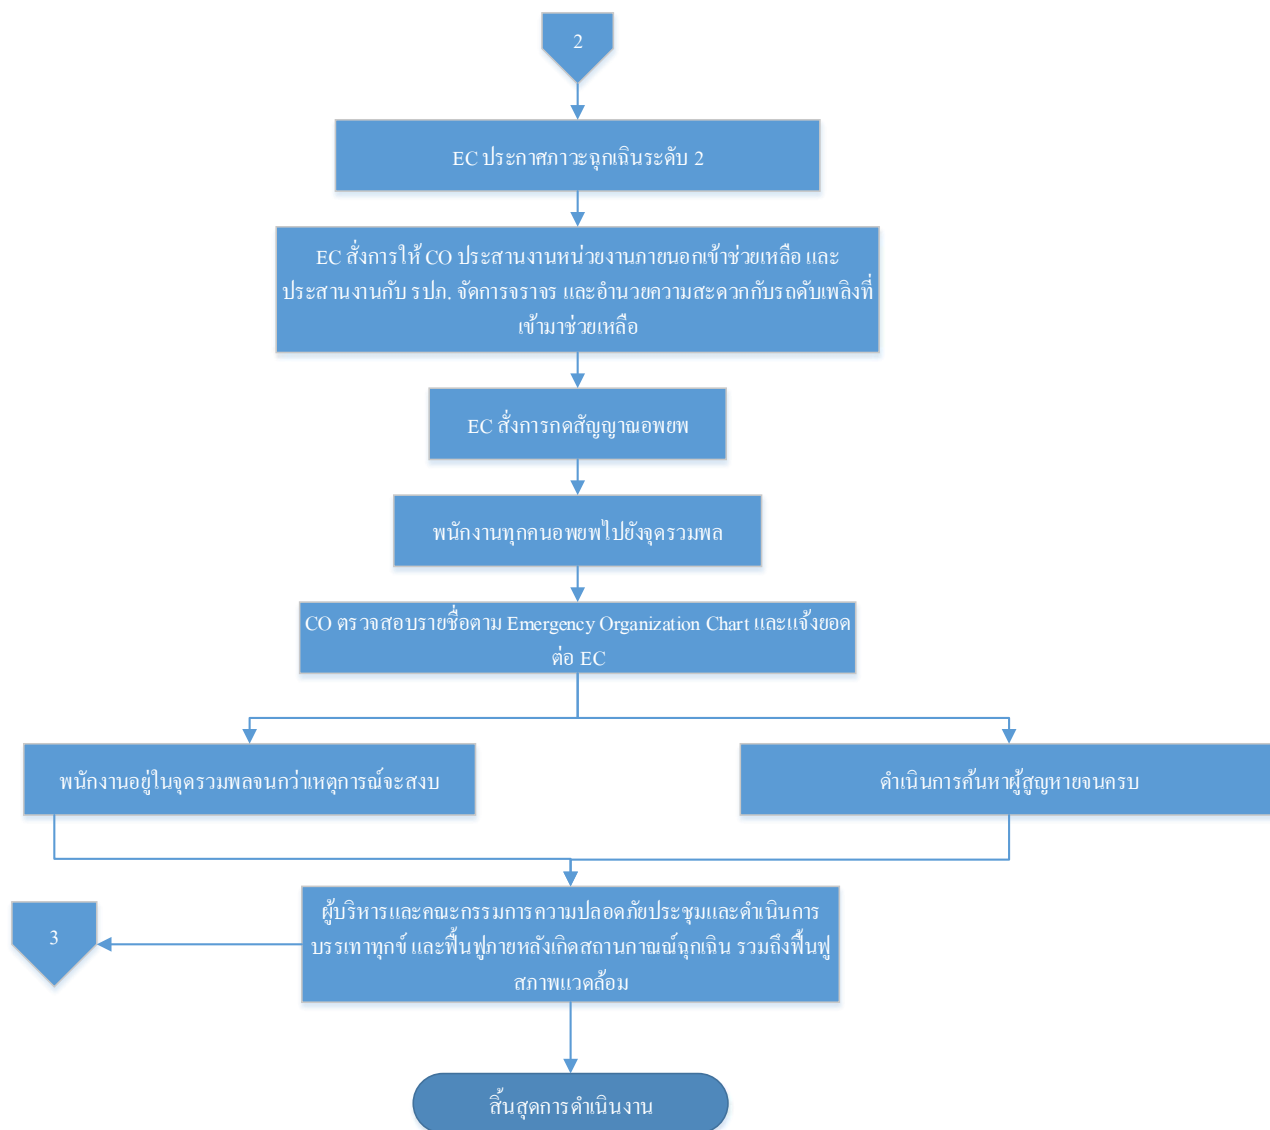 2
EC ประกาศภาวะฉุกเฉินระดับ 2
EC สั่งการให้ CO ประสานงานหน่วยงานภายนอกเข้าช่วยเหลือ และ
ประสานงานกับ รปภ. จัดการจราจร และอำนวยความสะดวกกับรถดับเพลิงที่
เข้ามาช่วยเหลือ
EC สั่งการกดสัญญาณอพยพ
พนักงานทุกคนอพยพไปยังจุดรวมพล
CO ตรวจสอบรายชื่อตาม Emergency Organization Chart และแจ้งยอด
ต่อ EC
พนักงานอยู่ในจุดรวมพลจนกว่าเหตุการณ์จะสงบ
ดำเนินการค้นหาผู้สูญหายจนครบ
ผู้บริหารและคณะกรรมการความปลอดภัยประชุมและดำเนินการ
บรรเทาทุกข์ และฟื้นฟูภายหลังเกิดสถานกาณณ์ฉุกเฉิน รวมถึงฟื้นฟู
สภาพแวดล้อม
3
สิ้นสุดการดำเนินงาน